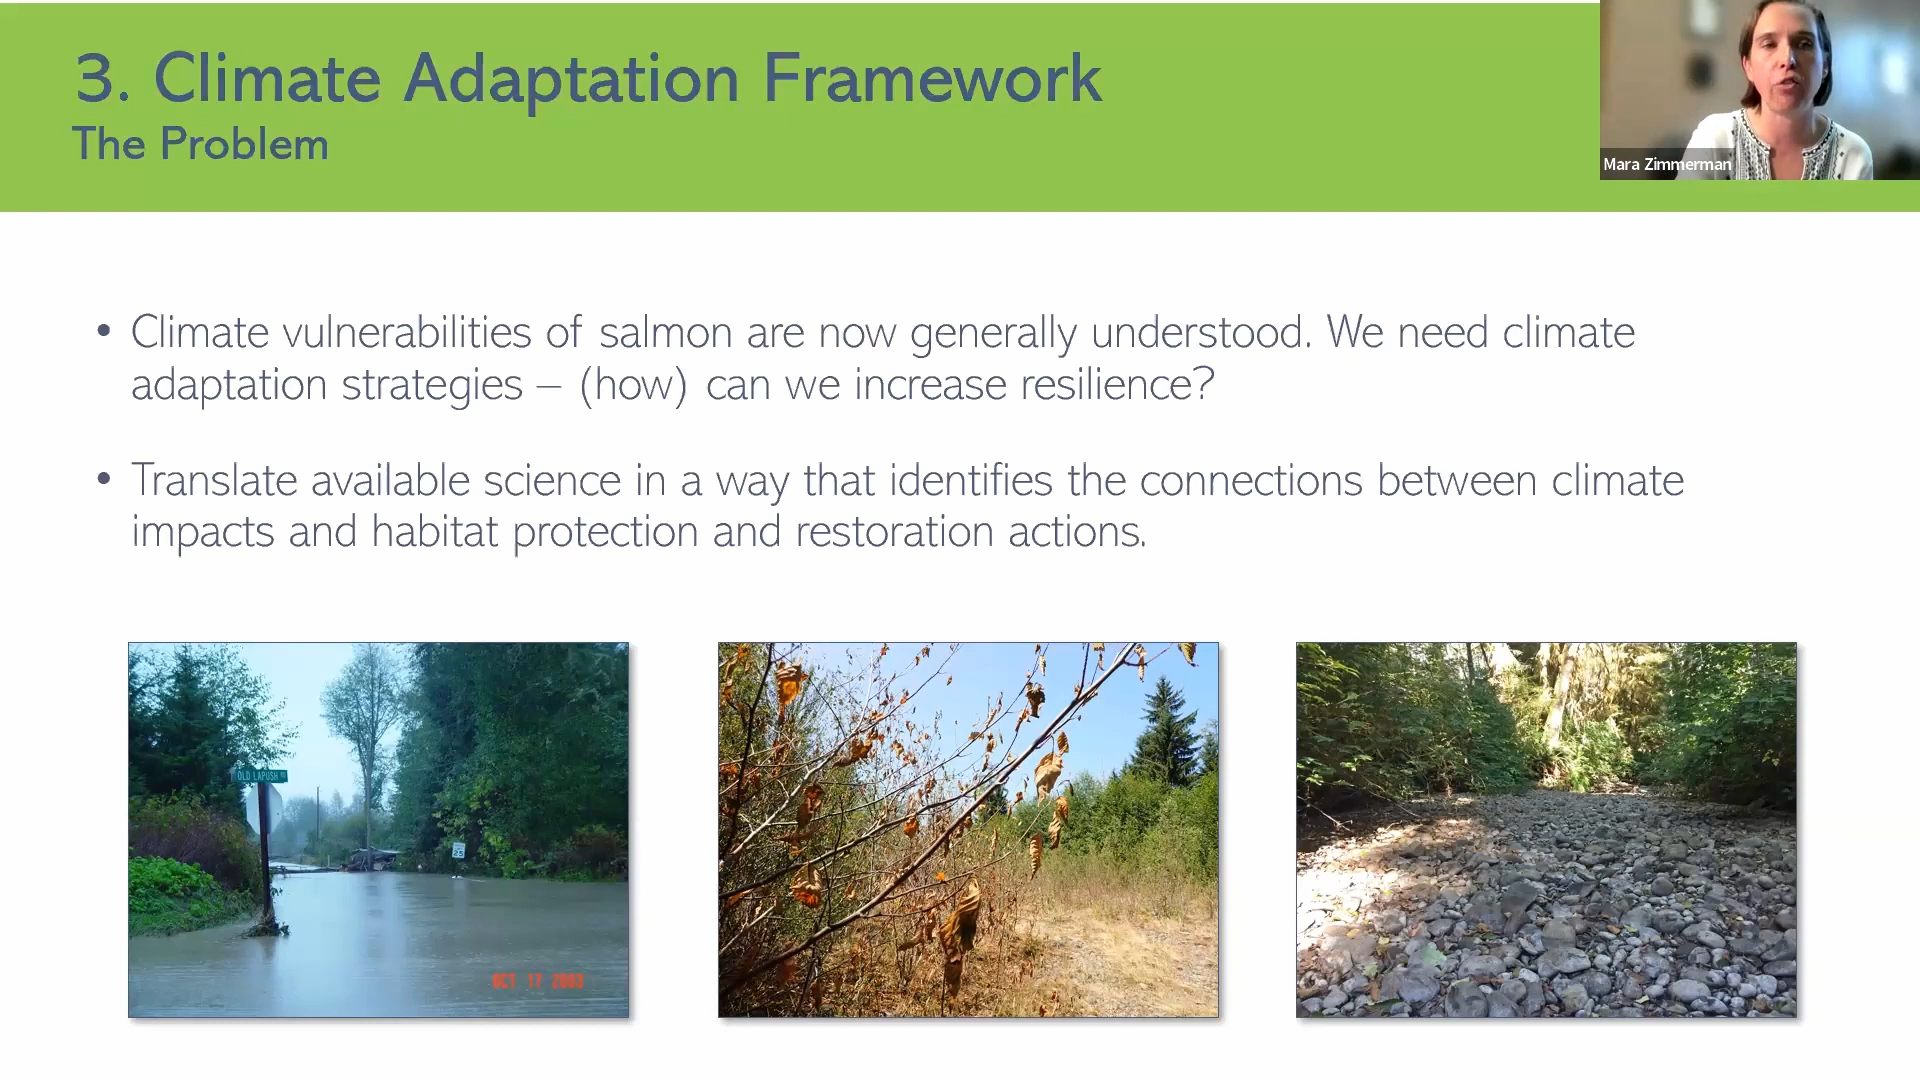 3. Climate Adaptation Framework
The Problem
Mara Zimmerman
• Climate vulnerabilities of salmon are now generally understood. We need climate
adaptation strategies – (how) can we increase resilience?
• Translate available science in a way that identifies the connections between climate
impacts and habitat protection and restoration actions.
OLD LAPUSH RD
25
OCT 17 2003